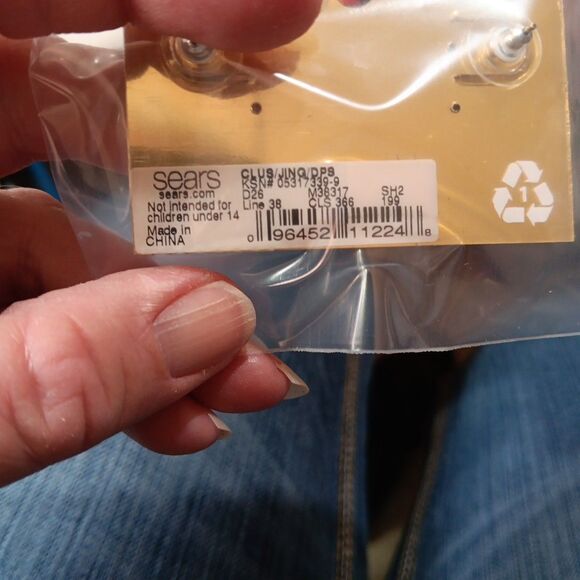 sears
sears.com
Not intended for
children under 14
Made in
CHINA
CLUS/JING/DPS
KSN# 05317339-9
D26 M38317 SH2
Line 38 CLS 366 199
0 96452 11224 8
1